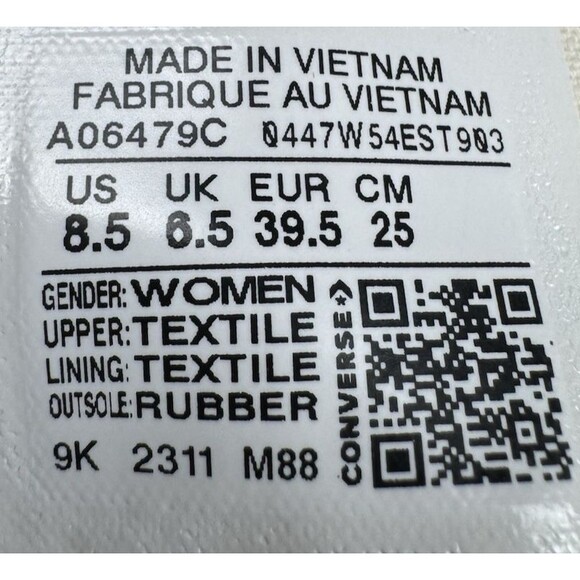 MADE IN VIETNAM
FABRIQUE AU VIETNAM
A06479C 0447W54EST903
US UK EUR CM
8.5 6.5 39.5 25
GENDER: WOMEN
UPPER: TEXTILE
LINING: TEXTILE
OUTSOLE: RUBBER
9K 2311 M88
CONVERSE